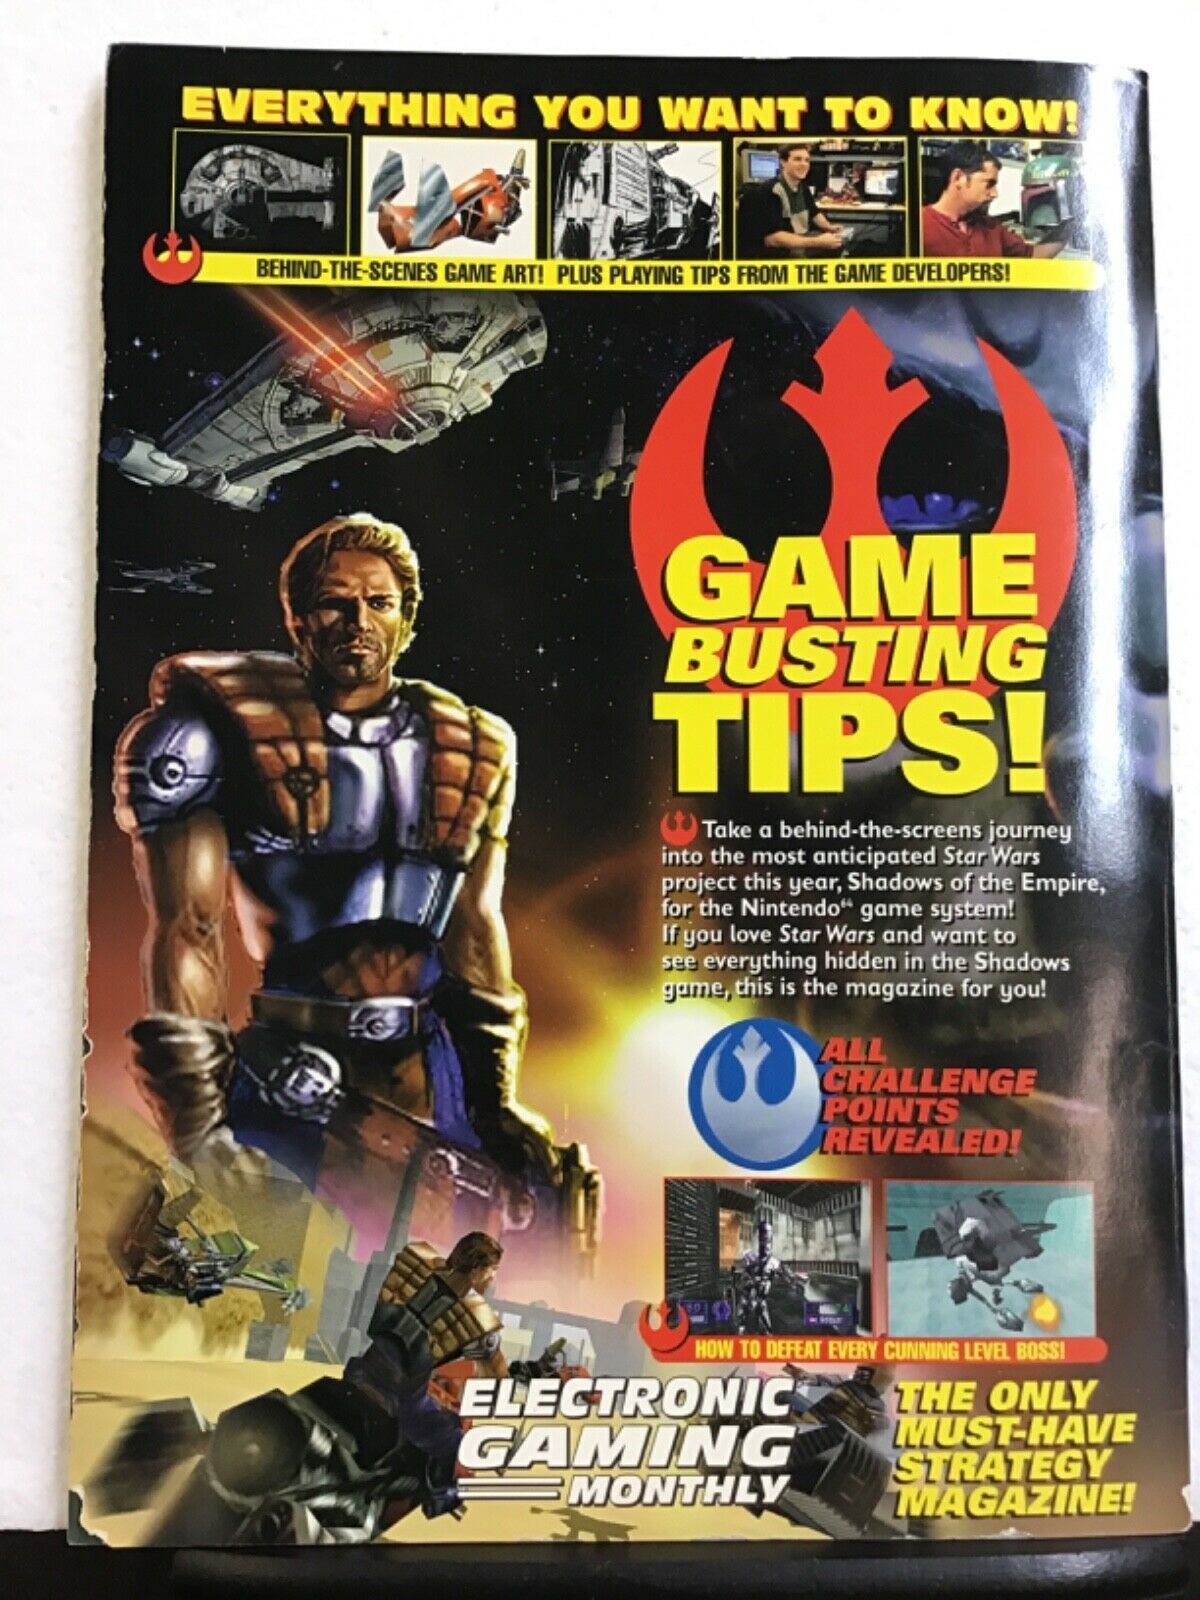 EVERYTHING YOU WANT TO KNOW!
BEHIND-THE-SCENES GAME ART! PLUS PLAYING TIPS FROM THE GAME DEVELOPERS!
GAME
BUSTING
TIPS!
Take a behind-the-screens journey
into the most anticipated Star Wars
project this year, Shadows of the Empire,
for the Nintendo64 game system!
If you love Star Wars and want to
see everything hidden in the Shadows
game, this is the magazine for you!
ALL
CHALLENGE
POINTS
REVEALED!
HOW TO DEFEAT EVERY CUNNING LEVEL BOSS!
ELECTRONIC
GAMING
MONTHLY
THE ONLY
MUST-HAVE
STRATEGY
MAGAZINE!